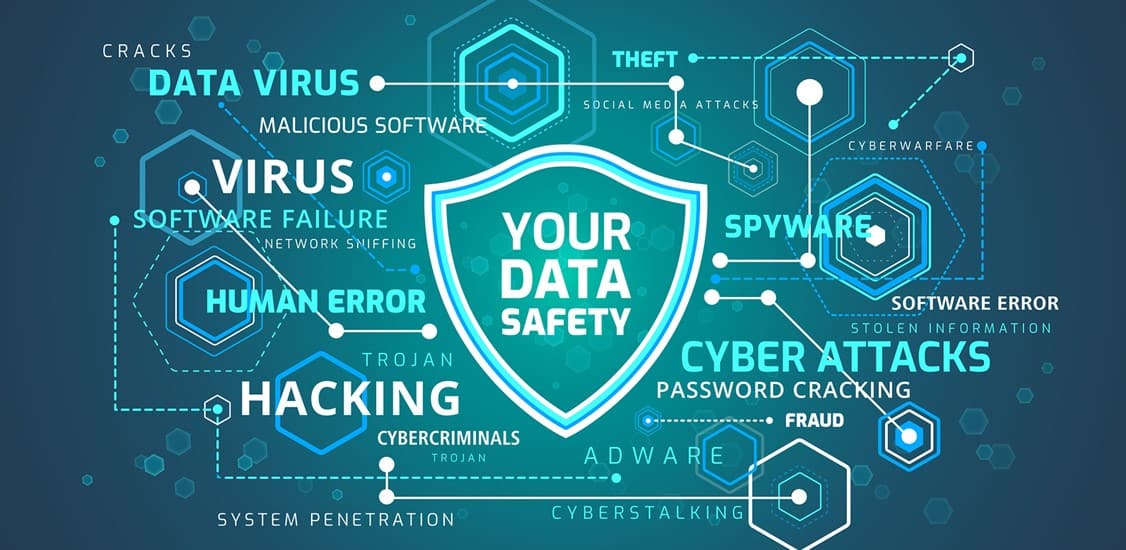 CRACKS
DATA VIRUS
MALICIOUS SOFTWARE
VIRUS
SOFTWARE FAILURE
NETWORK SNIFFING
HUMAN ERROR
TROJAN
HACKING
CYBERCRIMINALS
TROJAN
SYSTEM PENETRATION
YOUR
DATA
SAFETY
THEFT
SOCIAL MEDIA ATTACKS
CYBERWARFARE
SPYWARE
SOFTWARE ERROR
STOLEN INFORMATION
CYBER ATTACKS
PASSWORD CRACKING
FRAUD
ADWARE
CYBERSTALKING